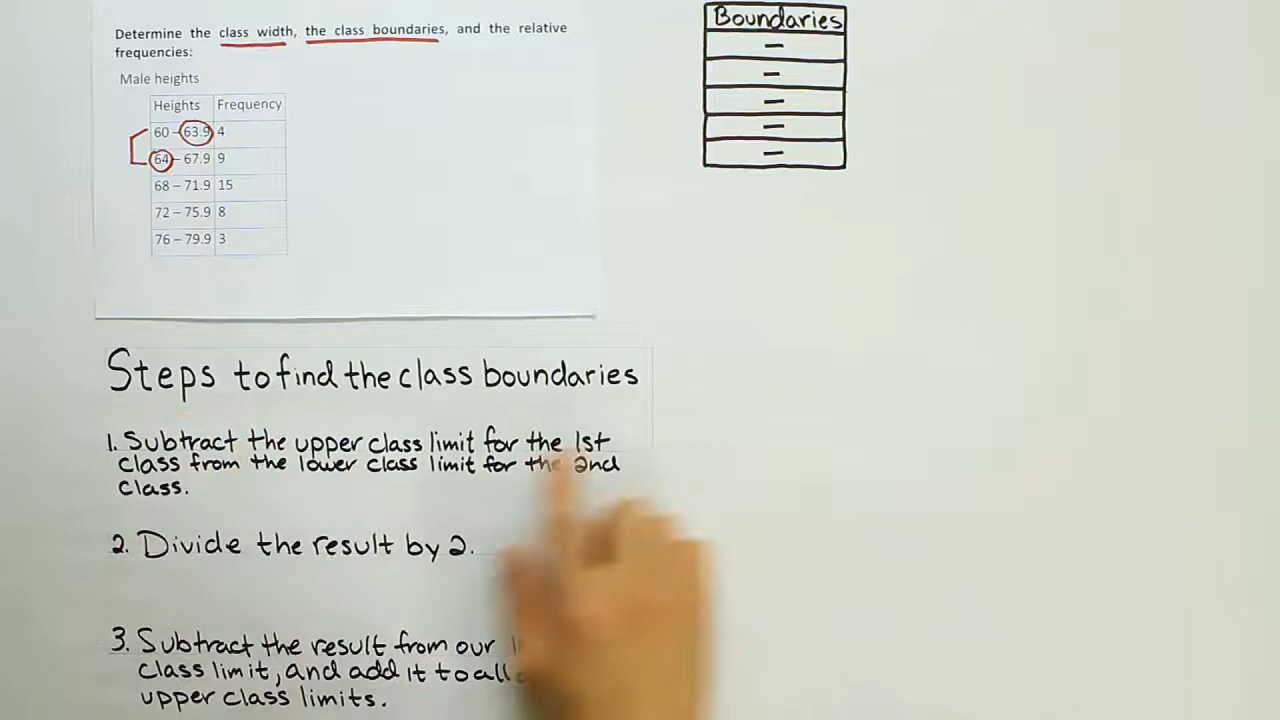 Determine the class width, the class boundaries, and the relative
frequencies:
Male heights
Heights Frequency
60 – 63.9 4
64 – 67.9 9
68 – 71.9 15
72 – 75.9 8
76 – 79.9 3
Boundaries
–
–
–
–
–
Steps to find the class boundaries
1. Subtract the upper class limit for the 1st
class from the lower class limit for the 2nd
class.
2. Divide the result by 2.
3. Subtract the result from our
class limit, and add it to all
upper class limits.